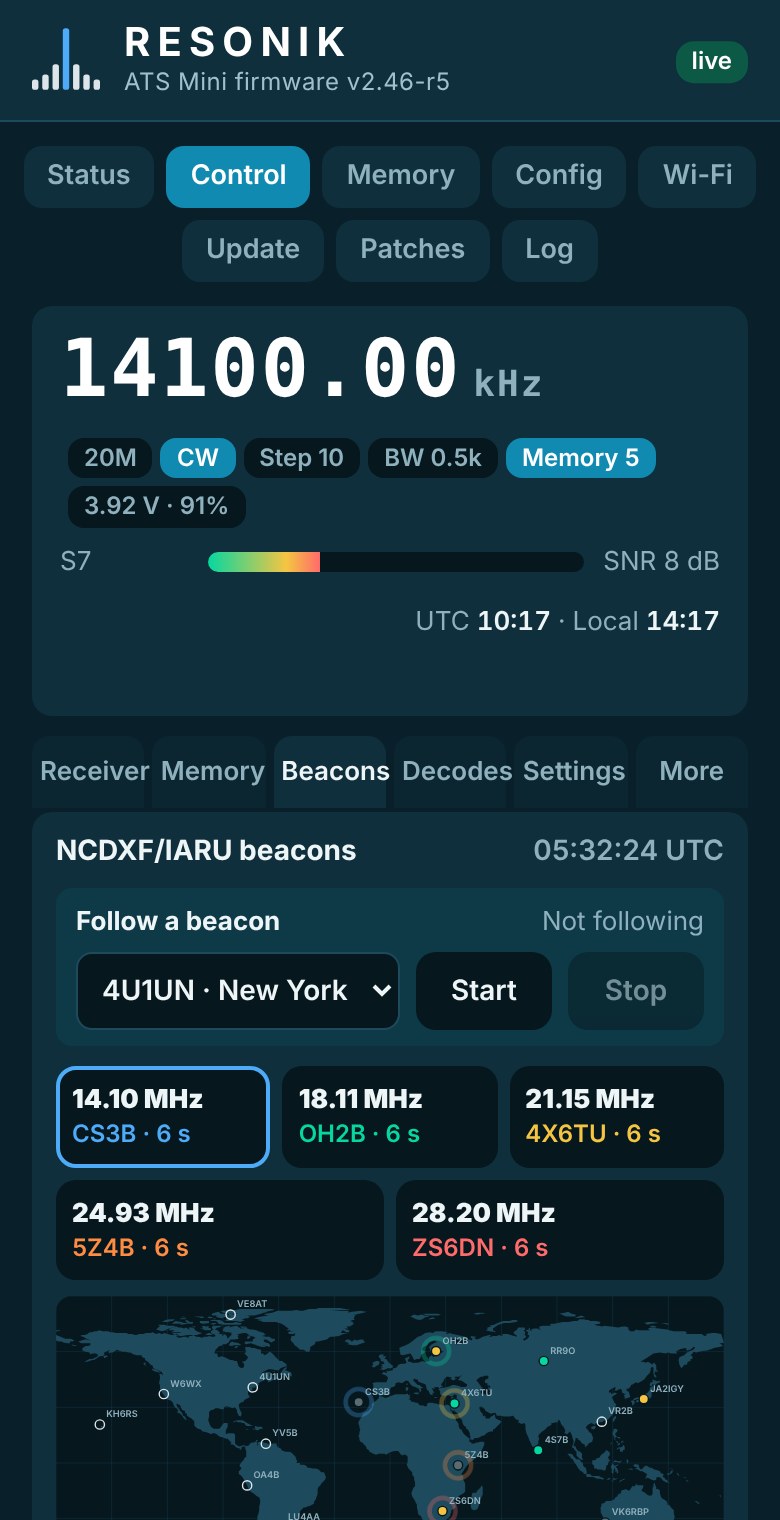 RESONIK
ATS Mini firmware v2.46-r5
live
Status Control Memory Config Wi-Fi
Update Patches Log
14100.00 kHz
20M CW Step 10 BW 0.5k Memory 5
3.92 V · 91%
S7 SNR 8 dB
UTC 10:17 · Local 14:17
Receiver Memory Beacons Decodes Settings More
NCDXF/IARU beacons 05:32:24 UTC
Follow a beacon Not following
4U1UN · New York Start Stop
14.10 MHz 18.11 MHz 21.15 MHz
CS3B · 6 s OH2B · 6 s 4X6TU · 6 s
24.93 MHz 28.20 MHz
5Z4B · 6 s ZS6DN · 6 s
VE8AT
OH2B
RR9O
W6WX 4U1UN
CS3B 4X6TU JA2IGY
KH6RS VR2B
YV5B 4S7B
5Z4B
OA4B
ZS6DN
LU4AA VK6RBP